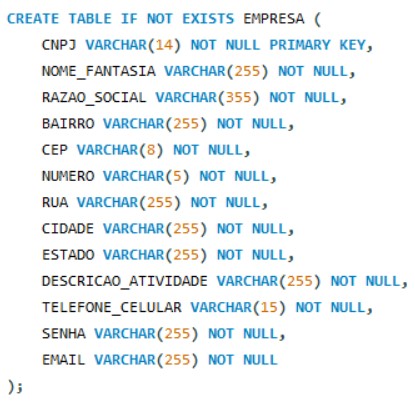 CREATE TABLE IF NOT EXISTS EMPRESA (
CNPJ VARCHAR(14) NOT NULL PRIMARY KEY,
NOME_FANTASIA VARCHAR(255) NOT NULL,
RAZAO_SOCIAL VARCHAR(355) NOT NULL,
BAIRRO VARCHAR(255) NOT NULL,
CEP VARCHAR(8) NOT NULL,
NUMERO VARCHAR(5) NOT NULL,
RUA VARCHAR(255) NOT NULL,
CIDADE VARCHAR(255) NOT NULL,
ESTADO VARCHAR(255) NOT NULL,
DESCRICAO_ATIVIDADE VARCHAR(255) NOT NULL,
TELEFONE_CELULAR VARCHAR(15) NOT NULL,
SENHA VARCHAR(255) NOT NULL,
EMAIL VARCHAR(255) NOT NULL
);